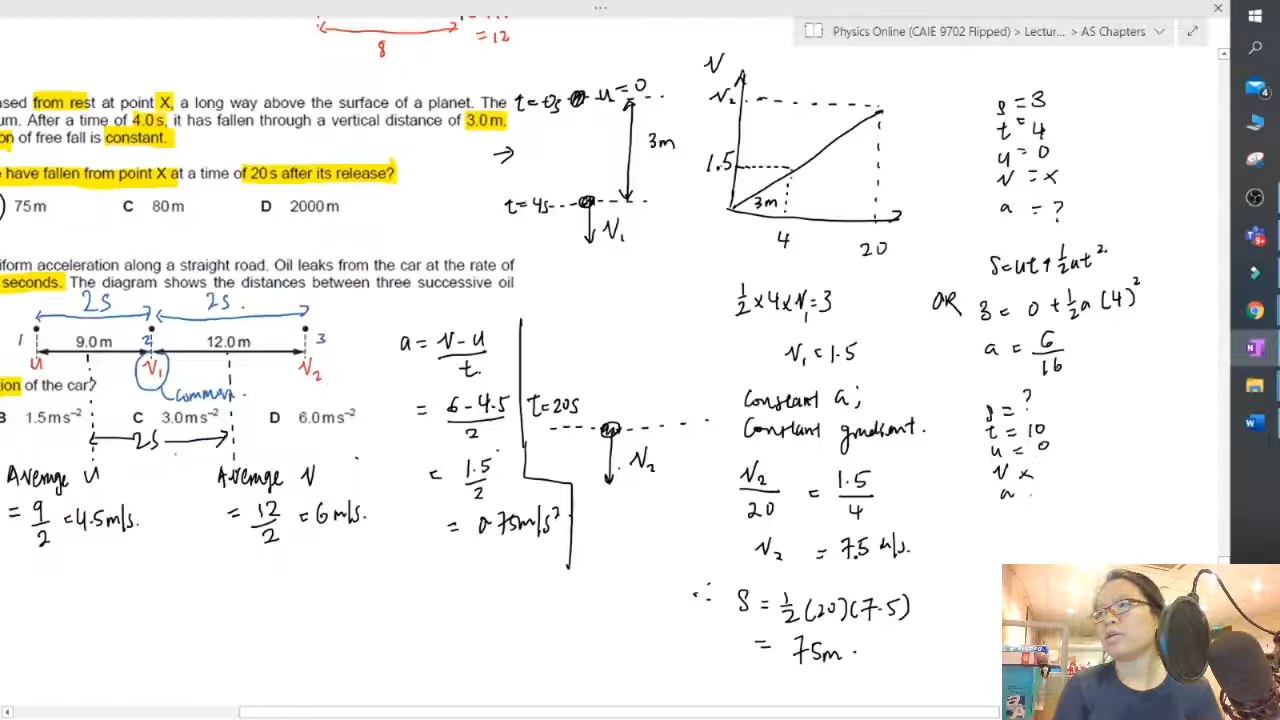 Physics Online (CAIE 9702 Flipped) > Lectur... > AS Chapters
= 12
8
ased from rest at point X, a long way above the surface of a planet. The
um. After a time of 4.0 s, it has fallen through a vertical distance of 3.0 m.
on of free fall is constant.
e have fallen from point X at a time of 20 s after its release?
75 m C 80 m D 2000 m
t = 0s u = 0
3m
t = 4s
V₁
V
V₂
1.5
3m
4
20
s = 3
t = 4
u = 0
v = x
a = ?
s = ut + ½at²
OR 3 = 0 + ½a(4)²
a = 6/16
s = ?
t = 10
u = 0
v x
a
½ × 4 × V₁ = 3
V₁ = 1.5
Constant a;
Constant gradient.
V₂/20 = 1.5/4
V₂ = 7.5 m/s.
∴ S = ½(20)(7.5)
= 75m.
iform acceleration along a straight road. Oil leaks from the car at the rate of
seconds. The diagram shows the distances between three successive oil
2s 2s.
1 2 3
9.0 m 12.0 m
u V₁ V₂
common.
ion of the car?
B 1.5 m s⁻² C 3.0 m s⁻² D 6.0 m s⁻²
2s
Average u
= 9/2 = 4.5m/s.
Average v
= 12/2 = 6m/s.
a = v - u/t
= 6 - 4.5/2
= 1.5/2
= 0.75m/s²
t = 20s
V₂